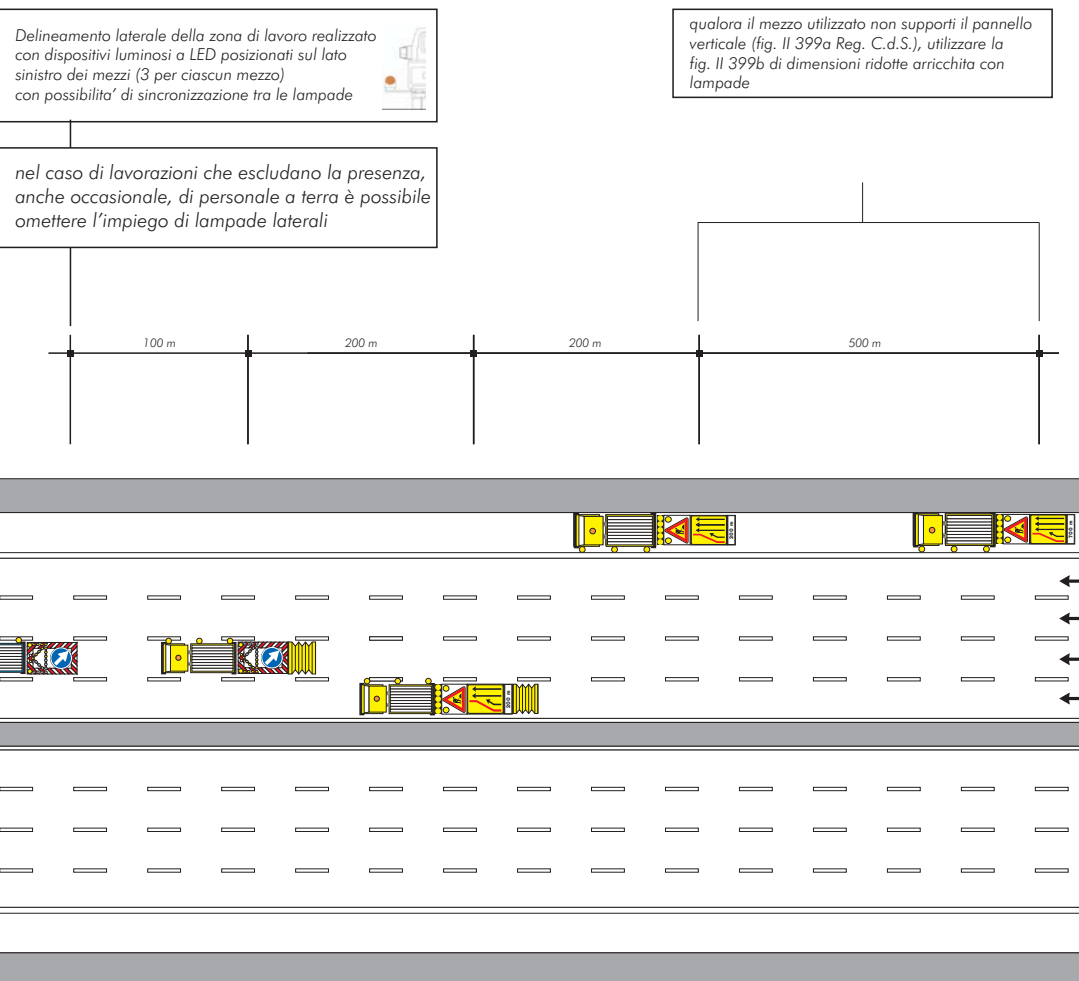 Delineamento laterale della zona di lavoro realizzato
con dispositivi luminosi a LED posizionati sul lato
sinistro dei mezzi (3 per ciascun mezzo)
con possibilita' di sincronizzazione tra le lampade
qualora il mezzo utilizzato non supporti il pannello
verticale (fig. II 399a Reg. C.d.S.), utilizzare la
fig. II 399b di dimensioni ridotte arricchita con
lampade
nel caso di lavorazioni che escludano la presenza,
anche occasionale, di personale a terra è possibile
omettere l'impiego di lampade laterali
100 m
200 m
200 m
500 m
200 m
700 m
200 m